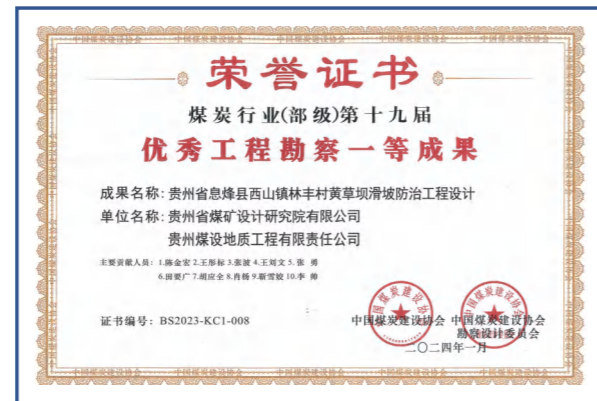 荣誉证书
煤炭行业(部级)第十九届
优秀工程勘察一等成果
成果名称:贵州省息烽县西山镇林丰村黄草坝滑坡防治工程设计
单位名称:贵州省煤矿设计研究院有限公司
贵州煤设地质工程有限责任公司
主要贡献人员:1.陈金宏 2.王形标 3.张波 4.王刘文 5.张 勇
6.田要广 7.胡应全 8.肖杨 9.靳雪姣 10.李 帅
证书编号:BS2023-KC1-008
中国煤炭建设协会 中国煤炭建设协会
勘察设计委员会
二〇二四年一月